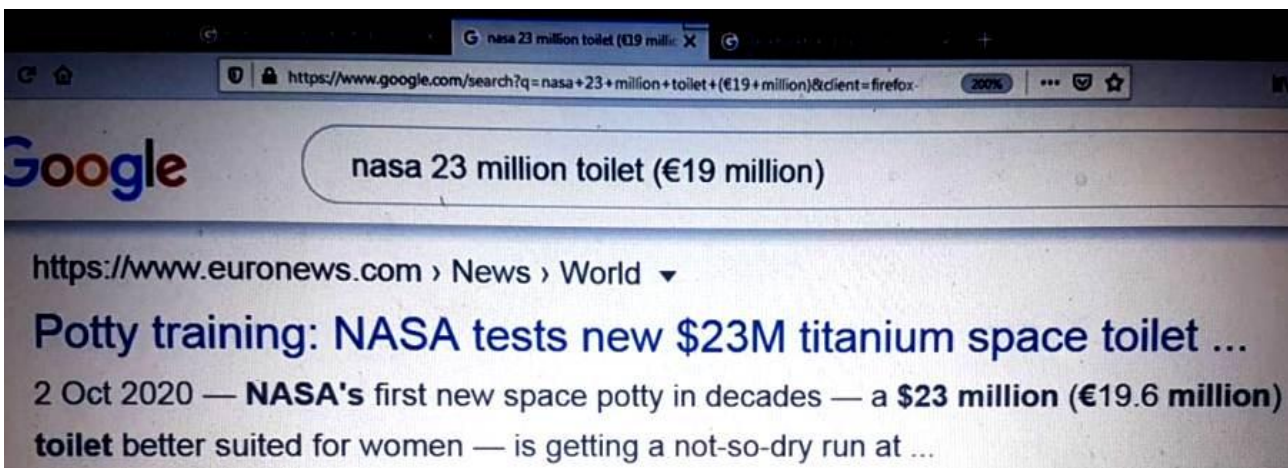 G nasa 23 million toilet (€19 millic X
https://www.google.com/search?q=nasa+23+million+toilet+(€19+million)&client=firefox-
200%
Google
nasa 23 million toilet (€19 million)
https://www.euronews.com › News › World
Potty training: NASA tests new $23M titanium space toilet ...
2 Oct 2020 — NASA's first new space potty in decades — a $23 million (€19.6 million)
toilet better suited for women — is getting a not-so-dry run at ...